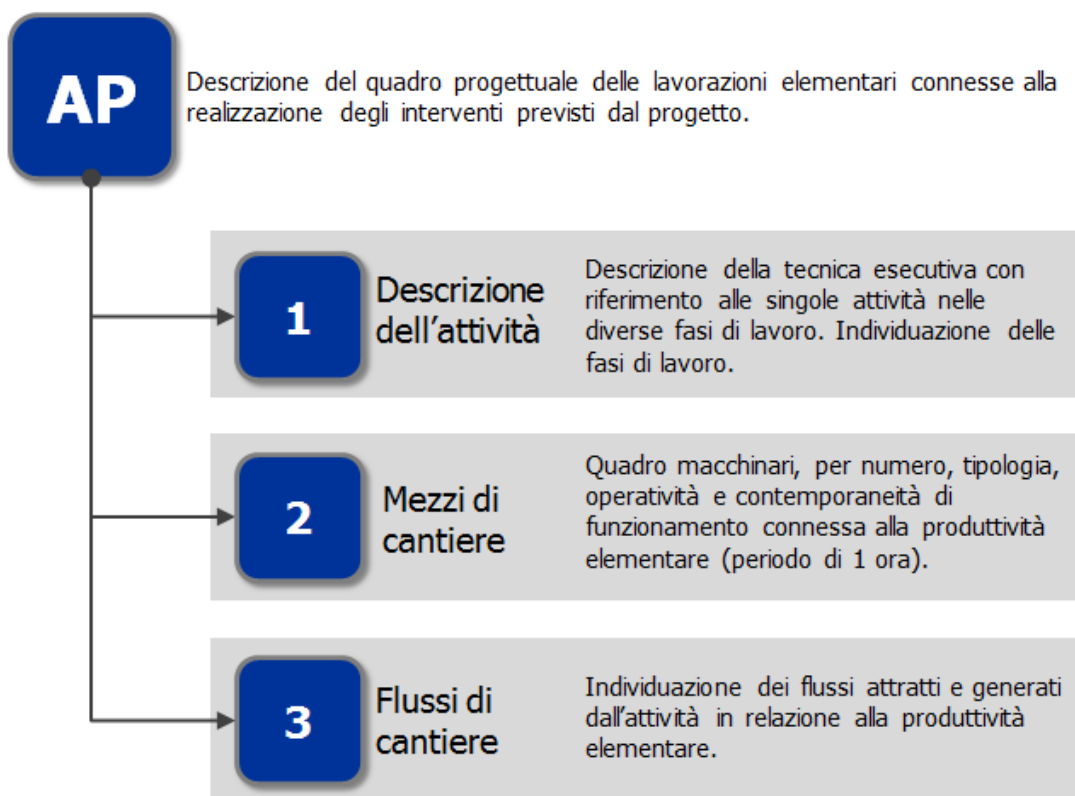 AP
Descrizione del quadro progettuale delle lavorazioni elementari connesse alla
realizzazione degli interventi previsti dal progetto.
1
Descrizione
dell'attività
Descrizione della tecnica esecutiva con
riferimento alle singole attività nelle
diverse fasi di lavoro. Individuazione delle
fasi di lavoro.
2
Mezzi di
cantiere
Quadro macchinari, per numero, tipologia,
operatività e contemporaneità di
funzionamento connessa alla produttività
elementare (periodo di 1 ora).
3
Flussi di
cantiere
Individuazione dei flussi attratti e generati
dall'attività in relazione alla produttività
elementare.